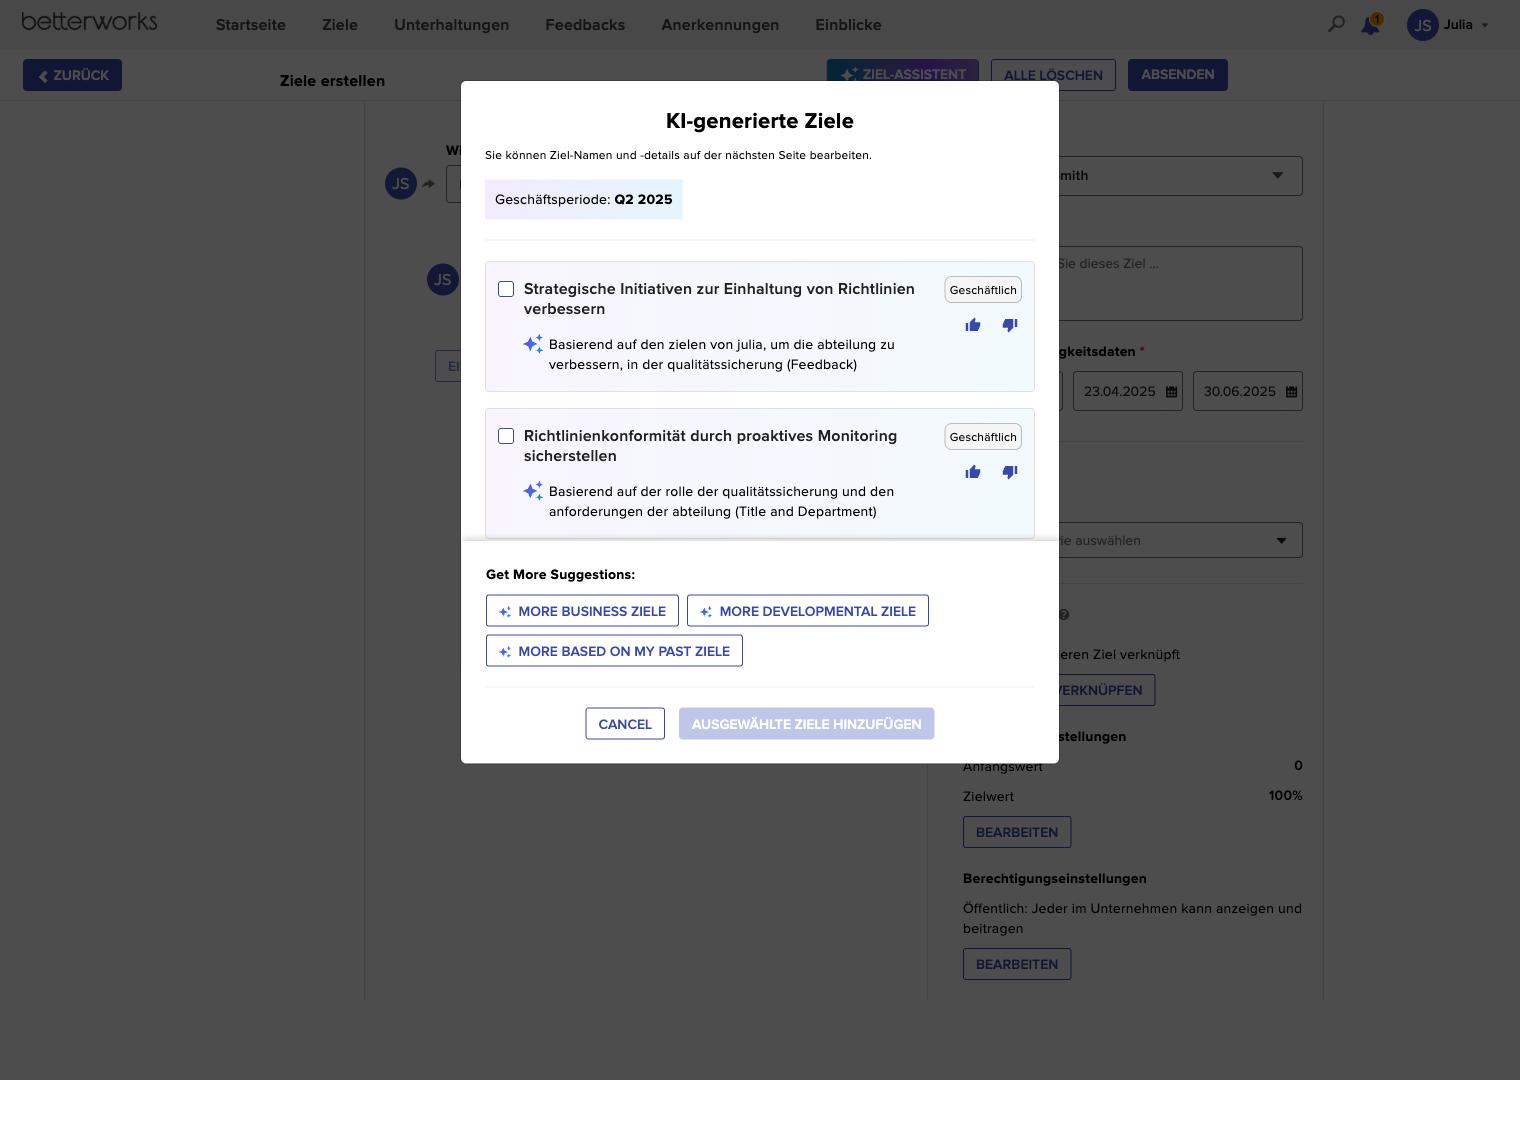 betterworks
Startseite
Ziele
Unterhaltungen
Feedbacks
Anerkennungen
Einblicke
1
JS
Julia
ZURÜCK
Ziele erstellen
ZIEL-ASSISTENT
ALLE LÖSCHEN
ABSENDEN
KI-generierte Ziele
Sie können Ziel-Namen und -details auf der nächsten Seite bearbeiten.
Geschäftsperiode: Q2 2025
JS
mith
JS
Sie dieses Ziel ...
Strategische Initiativen zur Einhaltung von Richtlinien
verbessern
Geschäftlich
Basierend auf den zielen von julia, um die abteilung zu
verbessern, in der qualitätssicherung (Feedback)
gkeitsdaten *
23.04.2025
30.06.2025
Richtlinienkonformität durch proaktives Monitoring
sicherstellen
Geschäftlich
Basierend auf der rolle der qualitätssicherung und den
anforderungen der abteilung (Title and Department)
ie auswählen
Get More Suggestions:
MORE BUSINESS ZIELE
MORE DEVELOPMENTAL ZIELE
MORE BASED ON MY PAST ZIELE
eren Ziel verknüpft
VERKNÜPFEN
CANCEL
AUSGEWÄHLTE ZIELE HINZUFÜGEN
stellungen
Anfangswert
0
Zielwert
100%
BEARBEITEN
Berechtigungseinstellungen
Öffentlich: Jeder im Unternehmen kann anzeigen und
beitragen
BEARBEITEN